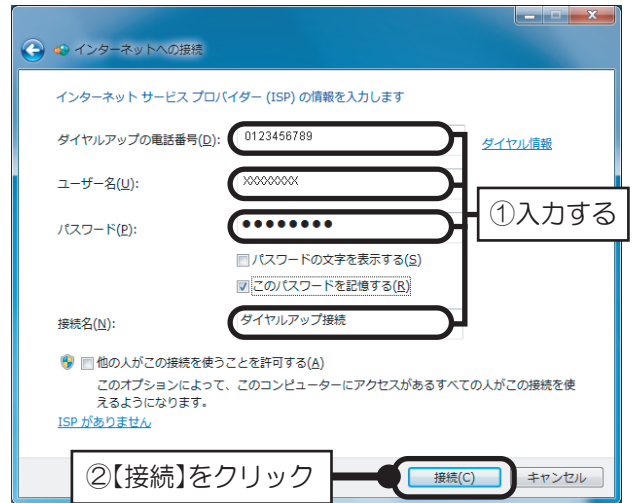 インターネットへの接続
インターネット サービス プロバイダー (ISP) の情報を入力します
ダイヤルアップの電話番号(D): 0123456789 ダイヤル情報
ユーザー名(U): XXXXXXXX
①入力する
パスワード(P): ●●●●●●●●
パスワードの文字を表示する(S)
このパスワードを記憶する(R)
接続名(N): ダイヤルアップ接続
他の人がこの接続を使うことを許可する(A)
このオプションによって、このコンピューターにアクセスがあるすべての人がこの接続を使
えるようになります。
ISP がありません
②【接続】をクリック
接続(C) キャンセル